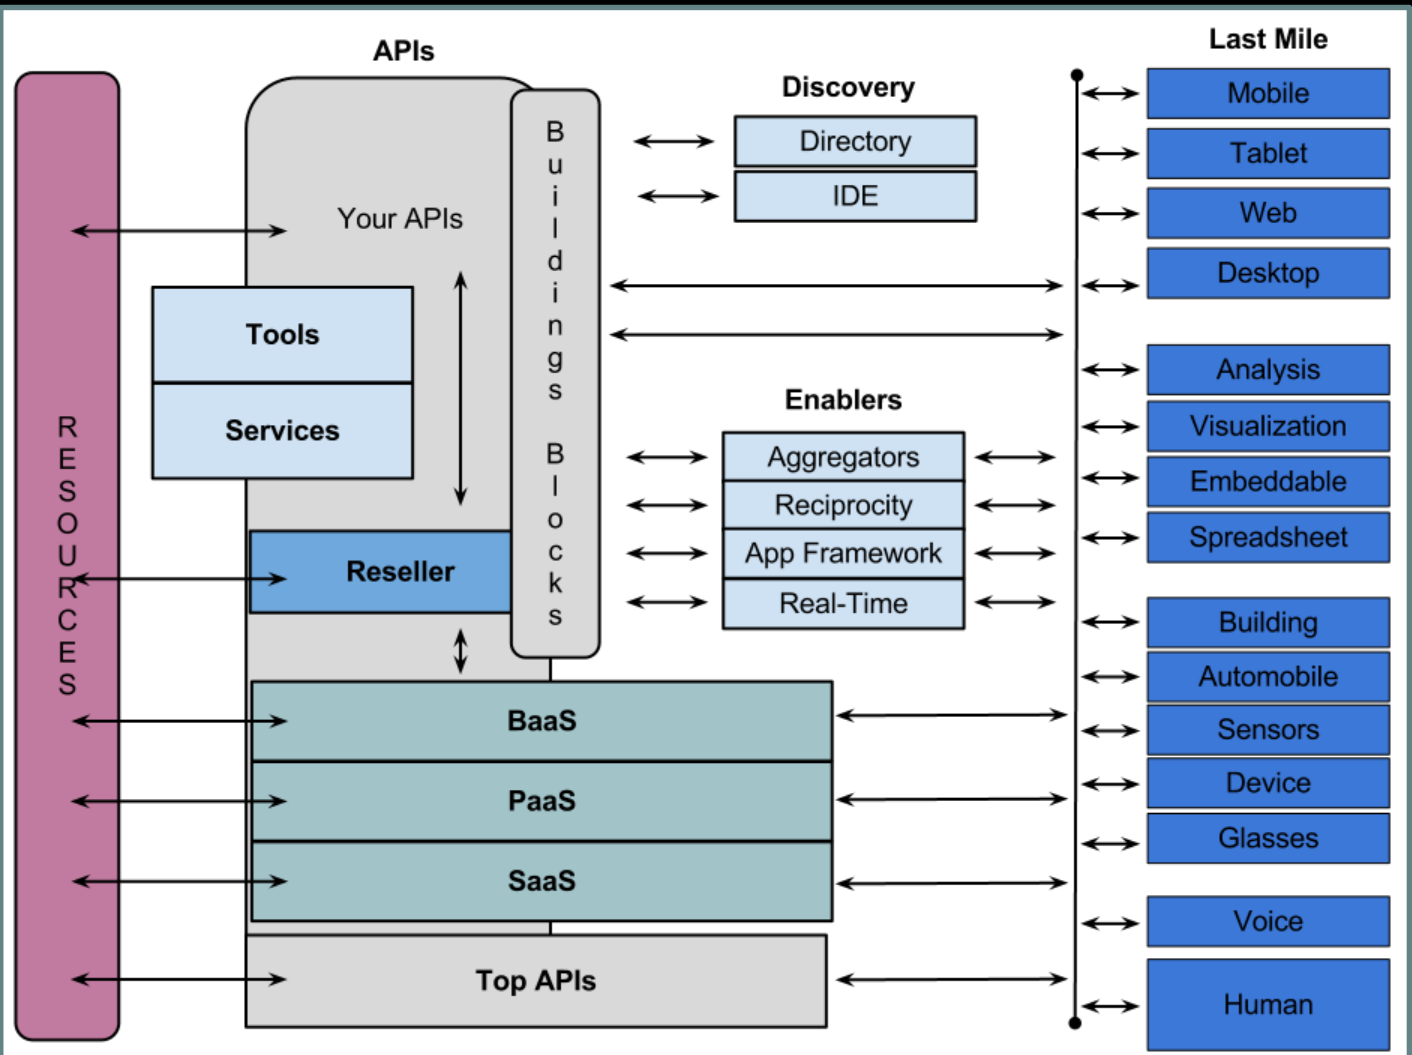 RESOURCES
APIs
Your APIs
Tools
Services
Reseller
BaaS
PaaS
SaaS
Top APIs
Buildings Blocks
Discovery
Directory
IDE
Enablers
Aggregators
Reciprocity
App Framework
Real-Time
Last Mile
Mobile
Tablet
Web
Desktop
Analysis
Visualization
Embeddable
Spreadsheet
Building
Automobile
Sensors
Device
Glasses
Voice
Human